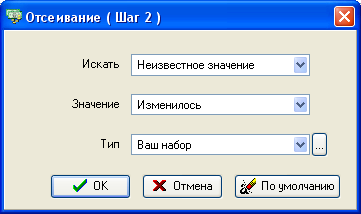 Отсеивание ( Шаг 2 )
Искать Неизвестное значение
Значение Изменилось
Тип Ваш набор ...
OK Отмена По умолчанию